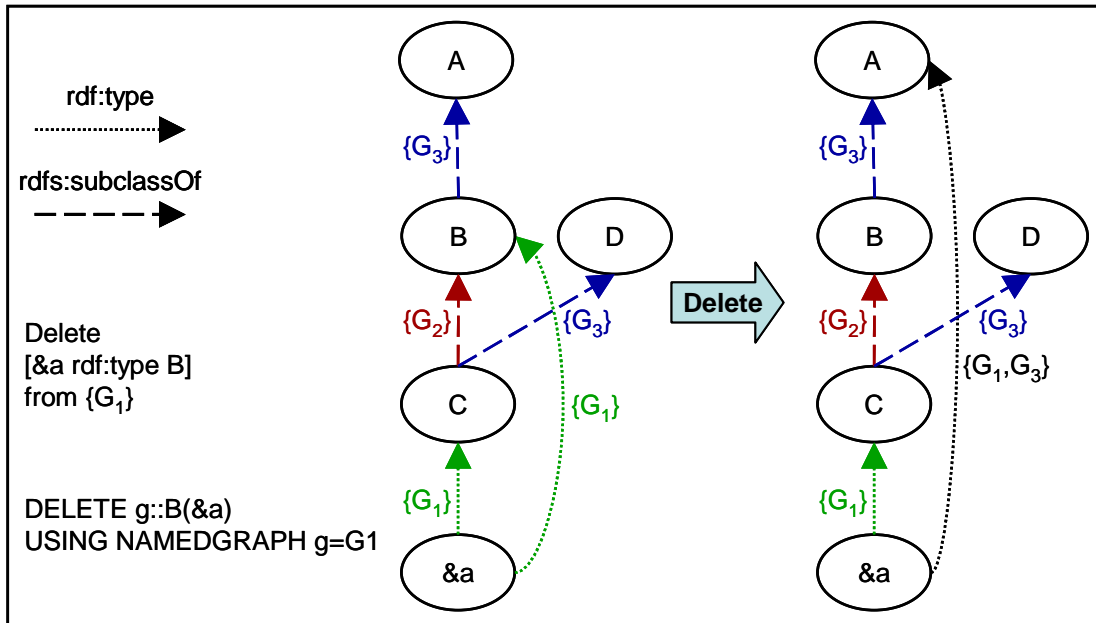 rdf:type
rdfs:subclassOf
Delete
[&a rdf:type B]
from {G1}
DELETE g::B(&a)
USING NAMEDGRAPH g=G1
A
{G3}
B
D
{G2}
{G3}
C
{G1}
{G1}
&a
Delete
A
{G3}
B
D
{G2}
{G3}
{G1,G3}
C
{G1}
&a